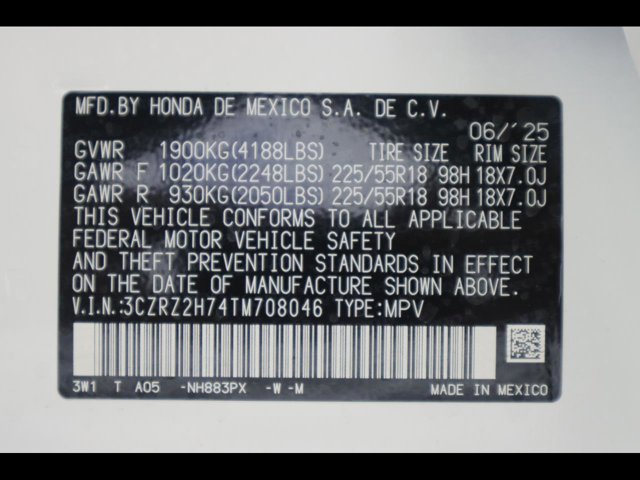 MFD.BY HONDA DE MEXICO S.A. DE C.V.
06/'25
GVWR 1900KG(4188LBS) TIRE SIZE RIM SIZE
GAWR F 1020KG(2248LBS) 225/55R18 98H 18X7.0J
GAWR R 930KG(2050LBS) 225/55R18 98H 18X7.0J
THIS VEHICLE CONFORMS TO ALL APPLICABLE
FEDERAL MOTOR VEHICLE SAFETY
AND THEFT PREVENTION STANDARDS IN EFFECT
ON THE DATE OF MANUFACTURE SHOWN ABOVE.
V.I.N.:3CZRZ2H74TM708046 TYPE:MPV
3W1 T A05 -NH883PX -W -M MADE IN MEXICO